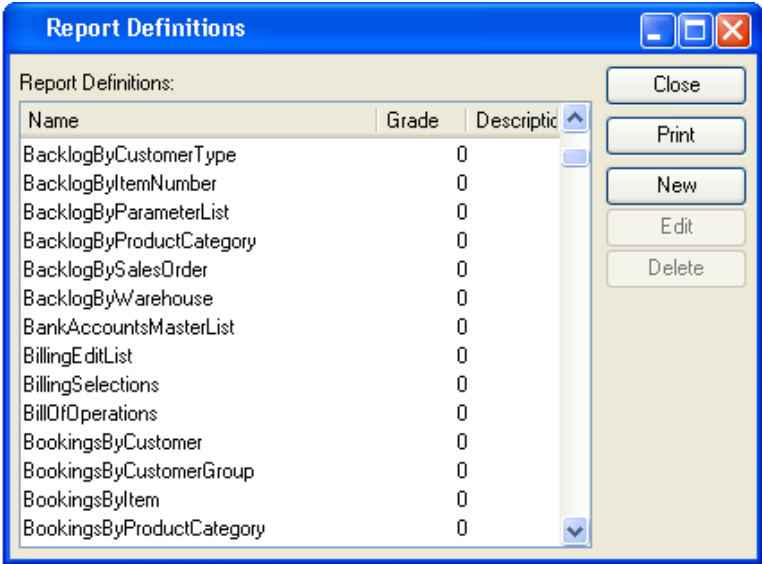 Report Definitions
Report Definitions:
Name Grade Descriptic
BacklogByCustomerType 0
BacklogByItemNumber 0
BacklogByParameterList 0
BacklogByProductCategory 0
BacklogBySalesOrder 0
BacklogByWarehouse 0
BankAccountsMasterList 0
BillingEditList 0
BillingSelections 0
BillOfOperations 0
BookingsByCustomer 0
BookingsByCustomerGroup 0
BookingsByItem 0
BookingsByProductCategory 0
Close
Print
New
Edit
Delete